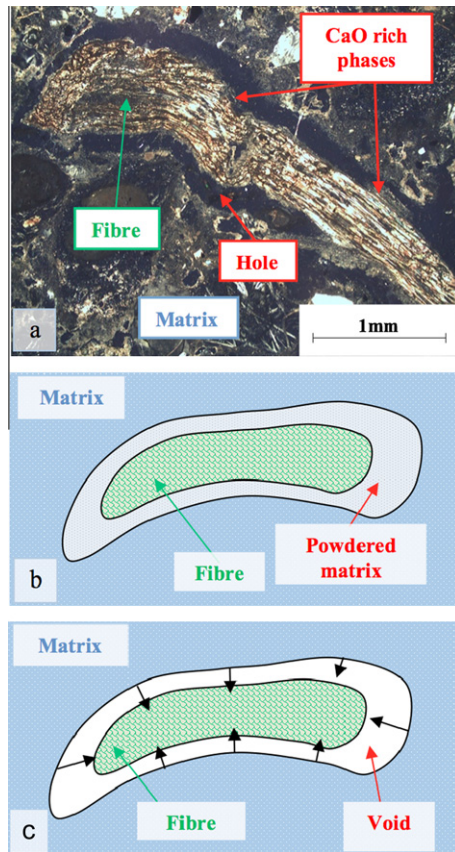 CaO rich
phases
Fibre
Hole
Matrix
a
1mm
Matrix
Fibre
Powdered
matrix
b
Matrix
Fibre
Void
c